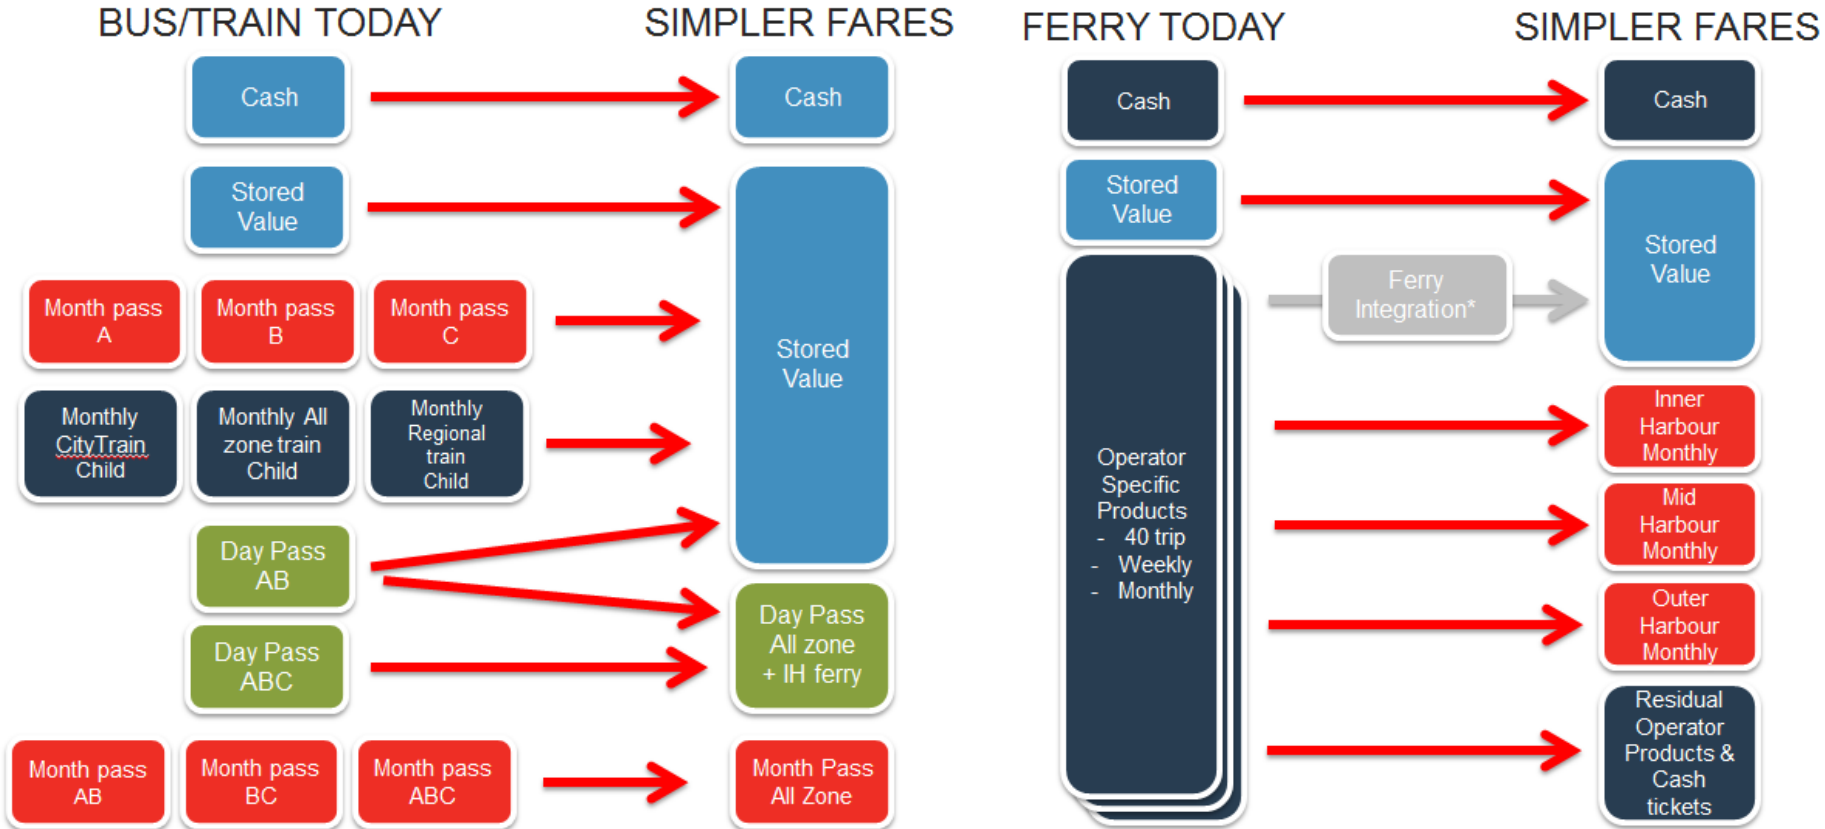 BUS/TRAIN TODAY
SIMPLER FARES
Cash
Cash
Stored
Value
Month pass
A
Month pass
B
Month pass
C
Stored
Value
Monthly
CityTrain
Child
Monthly All
zone train
Child
Monthly
Regional
train
Child
Day Pass
AB
Day Pass
ABC
Day Pass
All zone
+ IH ferry
Month pass
AB
Month pass
BC
Month pass
ABC
Month Pass
All Zone
FERRY TODAY
SIMPLER FARES
Cash
Cash
Stored
Value
Stored
Value
Ferry
Integration*
Operator
Specific
Products
- 40 trip
- Weekly
- Monthly
Inner
Harbour
Monthly
Mid
Harbour
Monthly
Outer
Harbour
Monthly
Residual
Operator
Products &
Cash
tickets